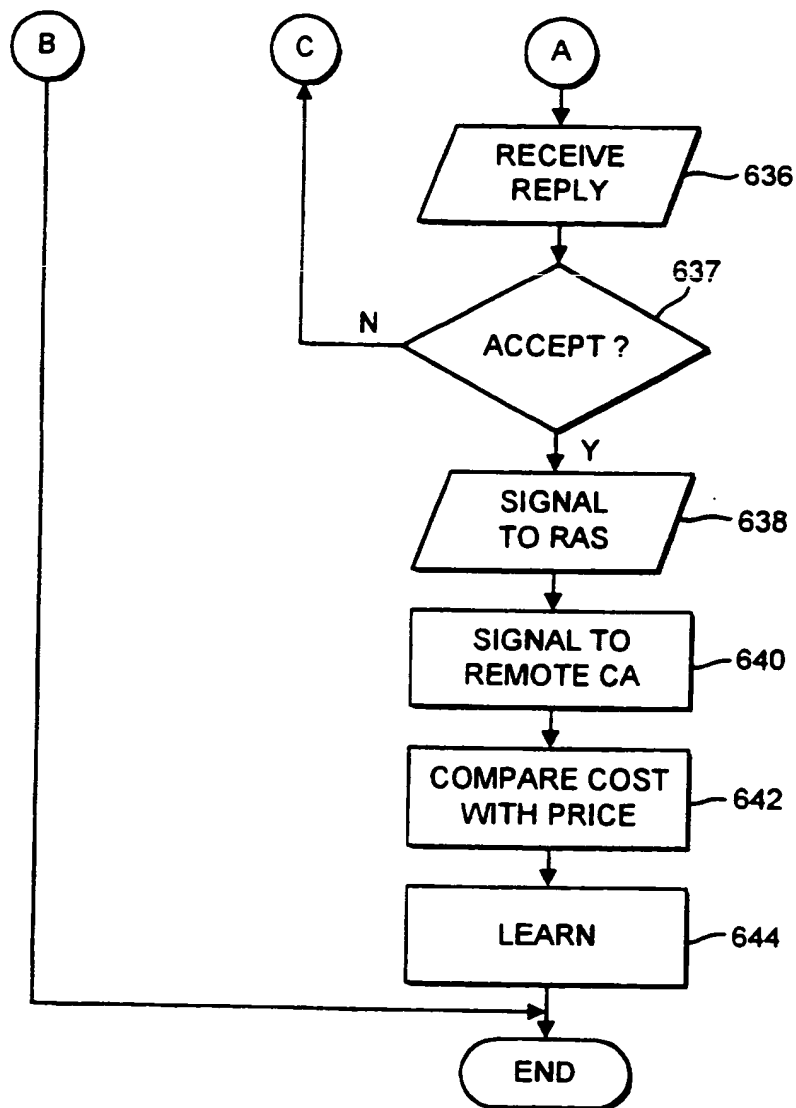 B
C
A
RECEIVE
REPLY
636
637
N
ACCEPT ?
Y
SIGNAL
TO RAS
638
SIGNAL TO
REMOTE CA
640
COMPARE COST
WITH PRICE
642
LEARN
644
END